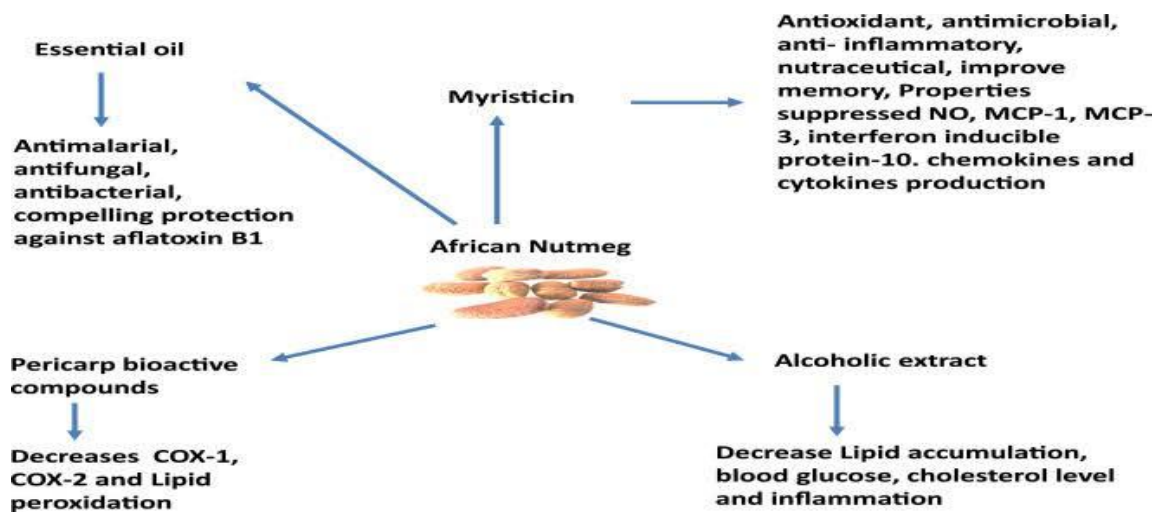 Essential oil
Antimalarial,
antifungal,
antibacterial,
compelling protection
against aflatoxin B1
Myristicin
Antioxidant, antimicrobial,
anti- inflammatory,
nutraceutical, improve
memory, Properties
suppressed NO, MCP-1, MCP-
3, interferon inducible
protein-10. chemokines and
cytokines production
African Nutmeg
Pericarp bioactive
compounds
Decreases COX-1,
COX-2 and Lipid
peroxidation
Alcoholic extract
Decrease Lipid accumulation,
blood glucose, cholesterol level
and inflammation